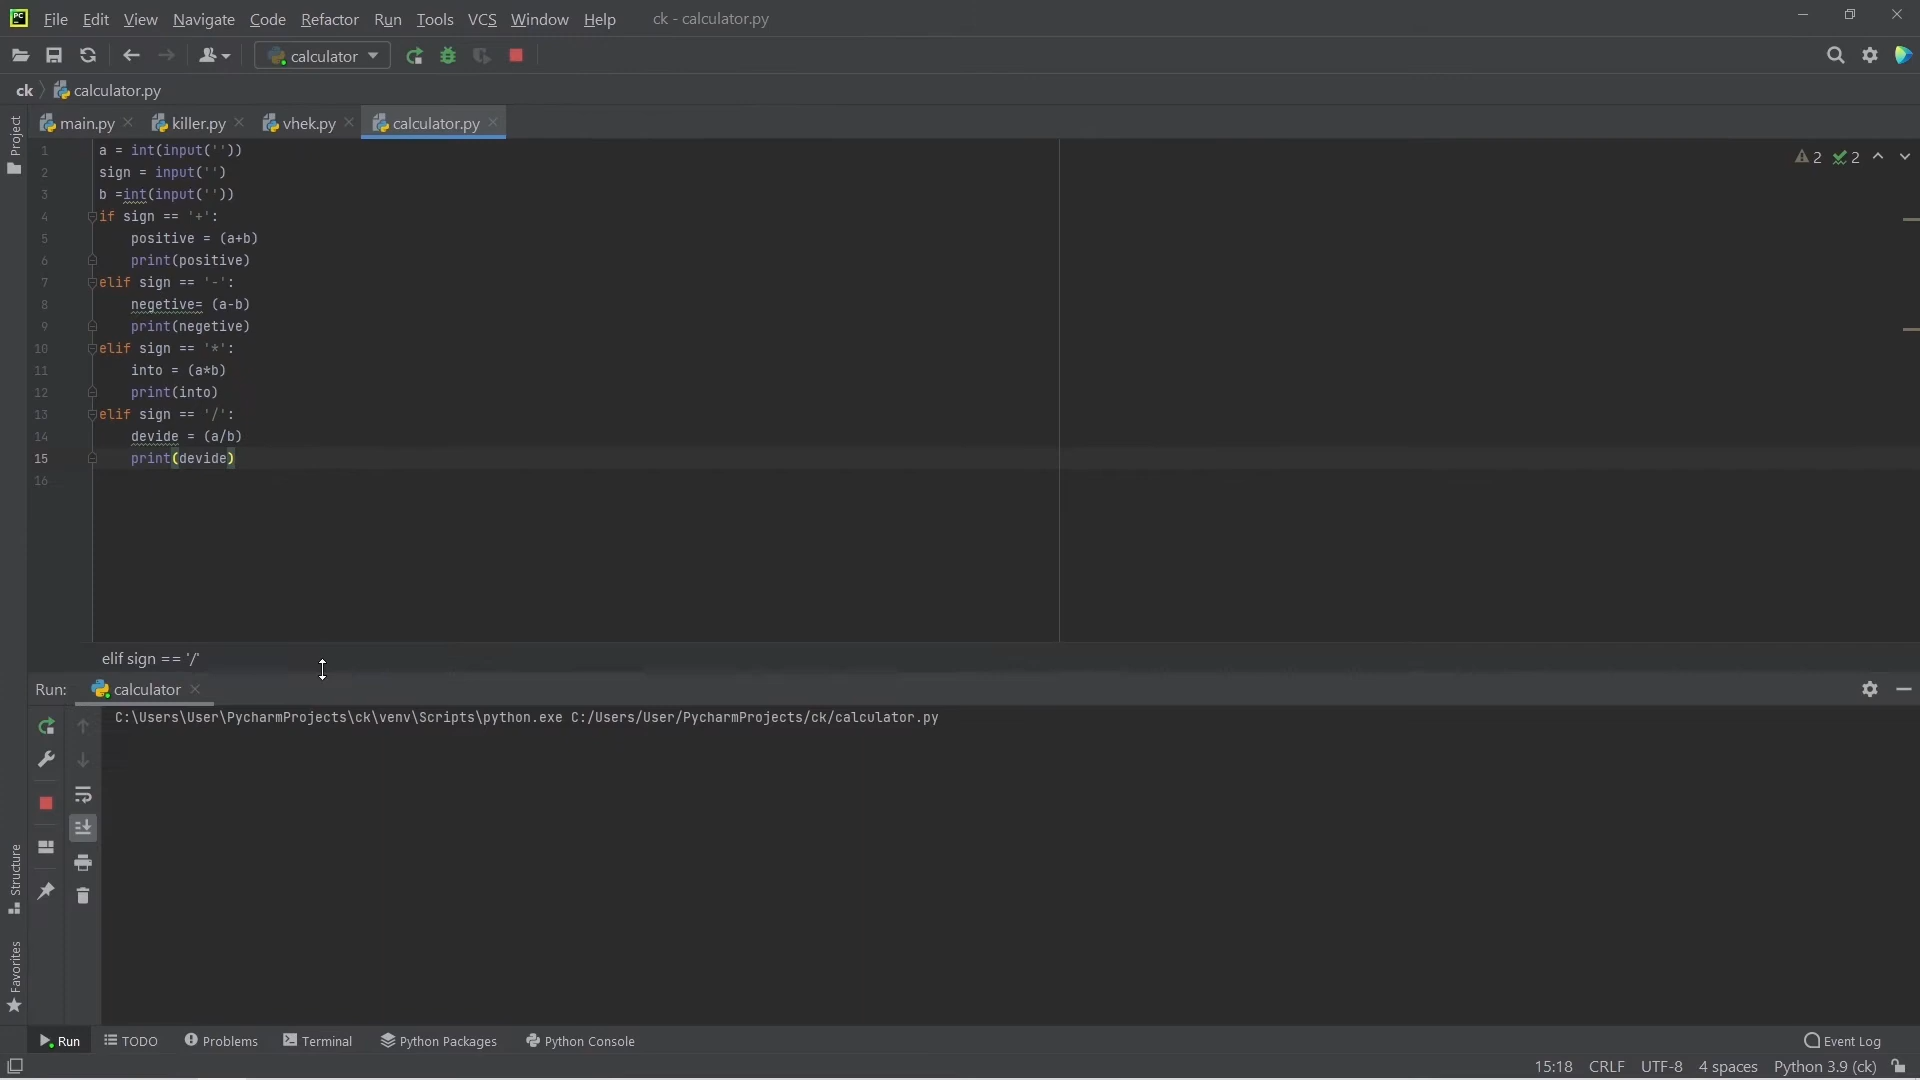 PC File Edit View Navigate Code Refactor Run Tools VCS Window Help ck - calculator.py
calculator
ck calculator.py
main.py killer.py vhek.py calculator.py
Project
1 a = int(input(''))
2 sign = input('')
3 b =int(input(''))
4 if sign == '+':
5 positive = (a+b)
6 print(positive)
7 elif sign == '-':
8 negetive= (a-b)
9 print(negetive)
10 elif sign == '*':
11 into = (a*b)
12 print(into)
13 elif sign == '/':
14 devide = (a/b)
15 print(devide)
16
2 2
elif sign == '/'
Run: calculator
C:\Users\User\PycharmProjects\ck\venv\Scripts\python.exe C:/Users/User/PycharmProjects/ck/calculator.py
Structure
Favorites
Run TODO Problems Terminal Python Packages Python Console Event Log
15:18 CRLF UTF-8 4 spaces Python 3.9 (ck)